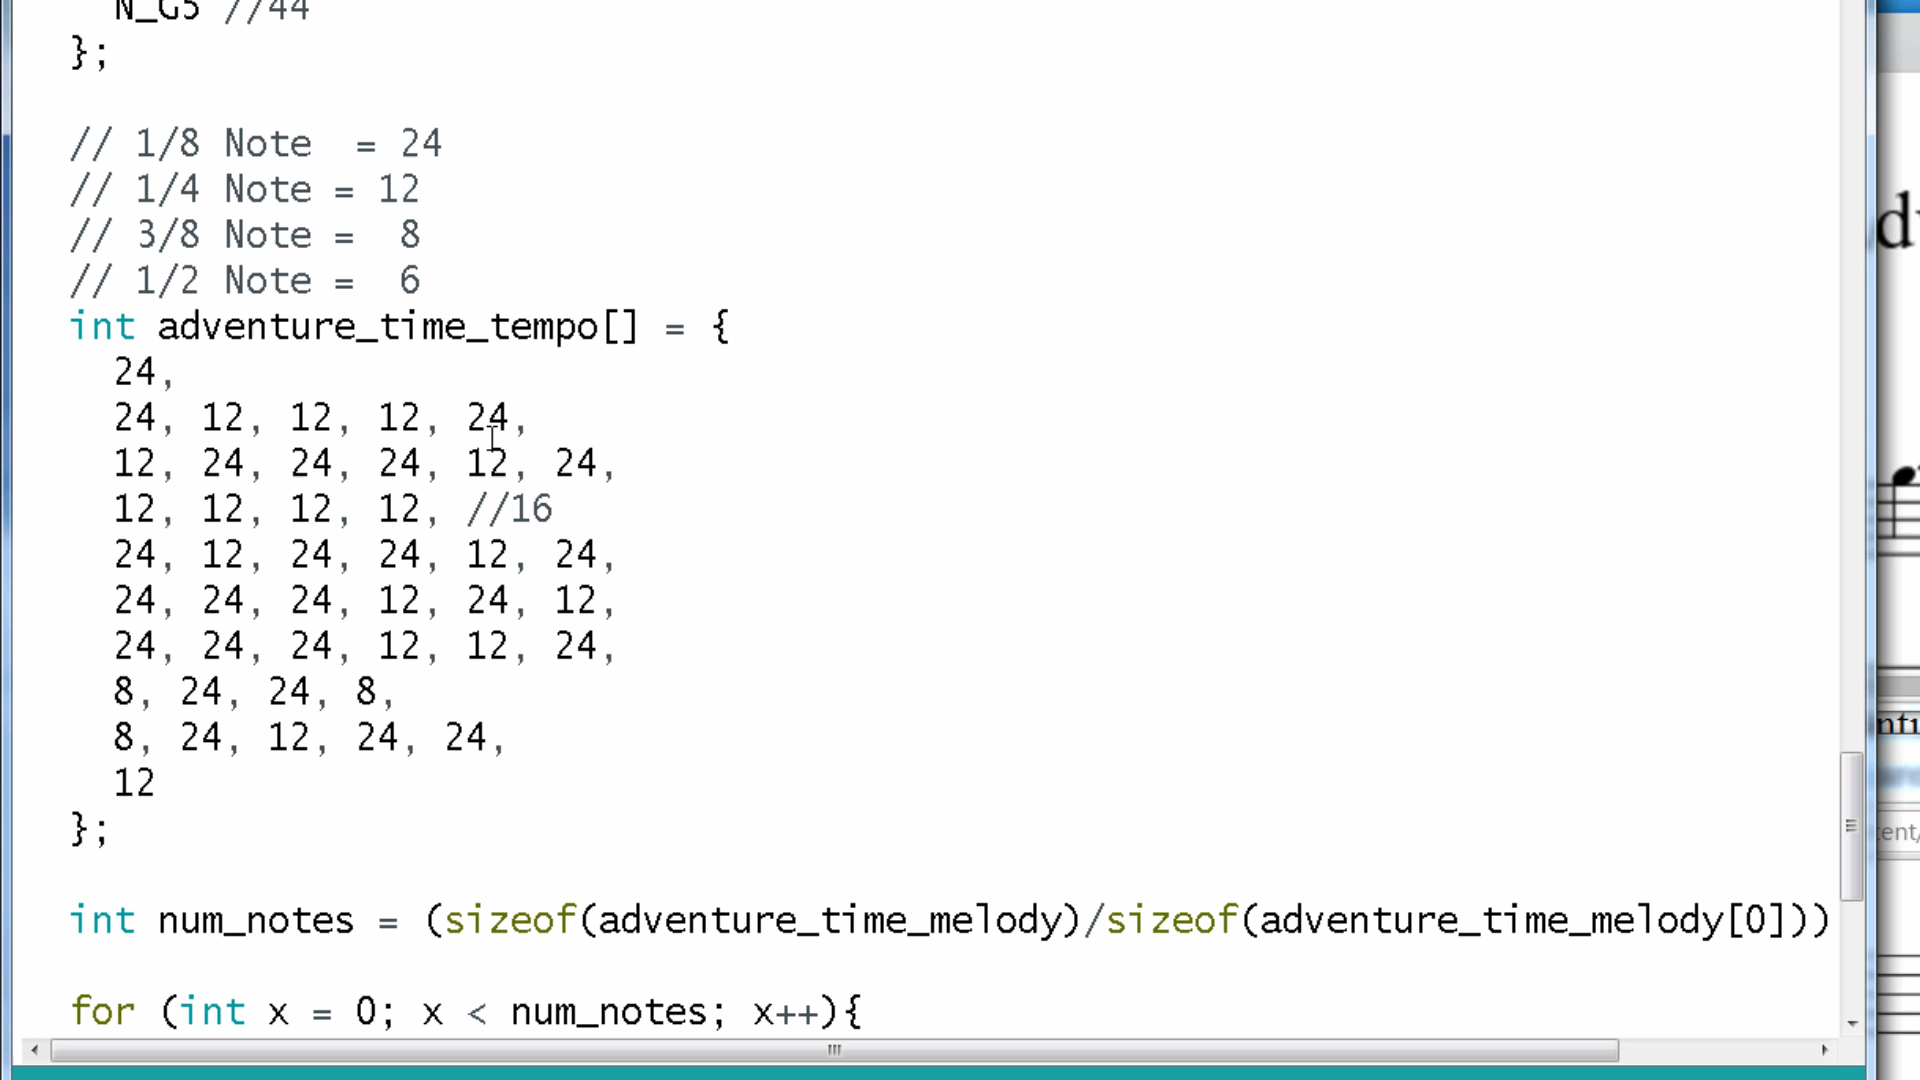 N_G5 //44
};
// 1/8 Note  = 24
// 1/4 Note = 12
// 3/8 Note =  8
// 1/2 Note =  6
int adventure_time_tempo[] = {
24,
24, 12, 12, 12, 24,
12, 24, 24, 24, 12, 24,
12, 12, 12, 12, //16
24, 12, 24, 24, 12, 24,
24, 24, 24, 12, 24, 12,
24, 24, 24, 12, 12, 24,
8, 24, 24, 8,
8, 24, 12, 24, 24,
12
};
int num_notes = (sizeof(adventure_time_melody)/sizeof(adventure_time_melody[0]))
for (int x = 0; x < num_notes; x++){